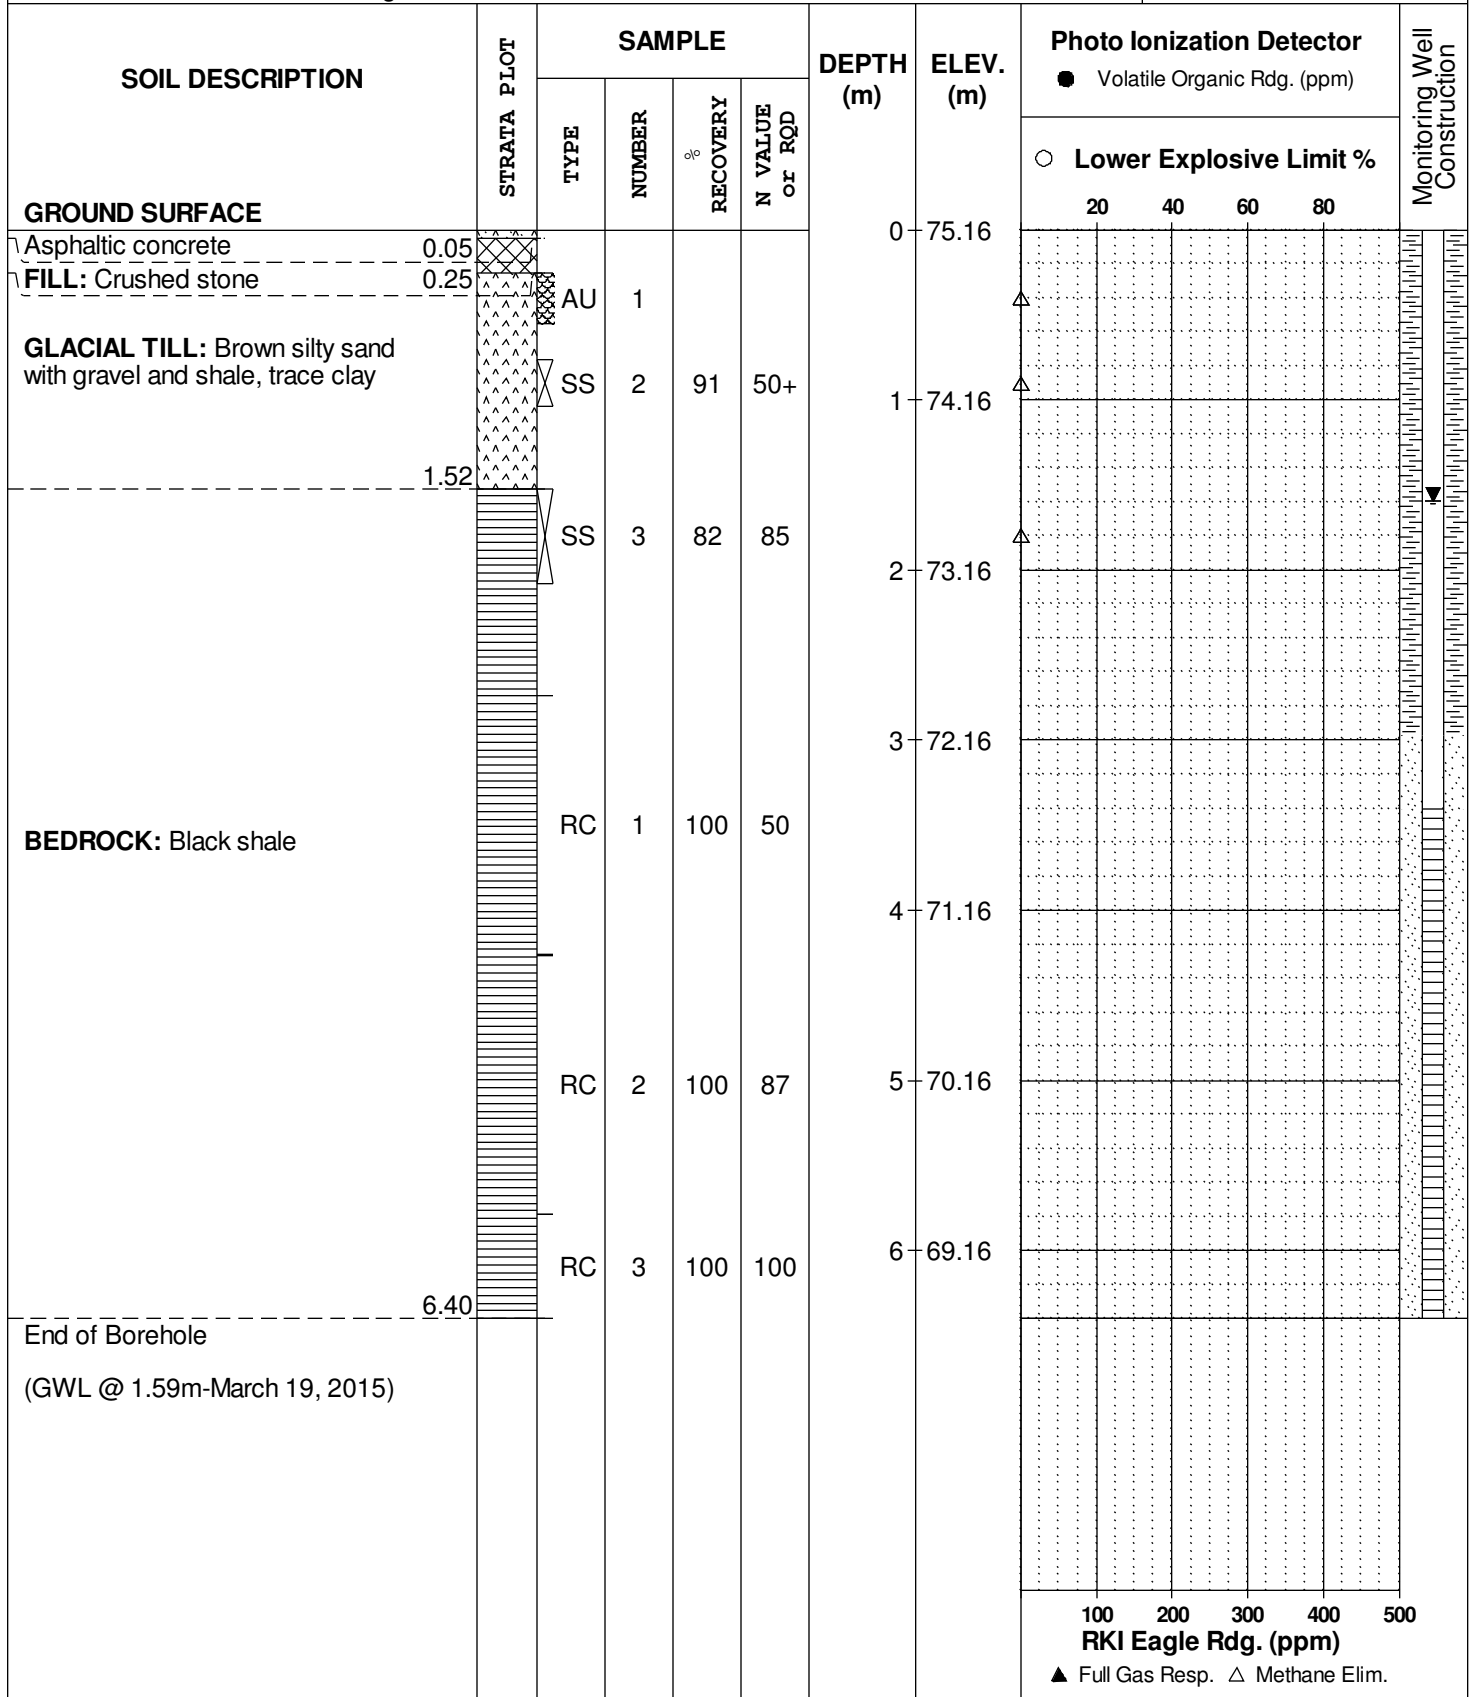 SOIL DESCRIPTION
GROUND SURFACE
STRATA PLOT
SAMPLE
TYPE
NUMBER
%
RECOVERY
N VALUE
or RQD
DEPTH
(m)
ELEV.
(m)
Photo Ionization Detector
● Volatile Organic Rdg. (ppm)
○ Lower Explosive Limit %
20 40 60 80
Monitoring Well
Construction
0 75.16
Asphaltic concrete 0.05
FILL: Crushed stone 0.25
AU 1
GLACIAL TILL: Brown silty sand
with gravel and shale, trace clay
SS 2 91 50+
1 74.16
1.52
SS 3 82 85
2 73.16
3 72.16
BEDROCK: Black shale
RC 1 100 50
4 71.16
RC 2 100 87
5 70.16
6 69.16
RC 3 100 100
6.40
End of Borehole
(GWL @ 1.59m-March 19, 2015)
100 200 300 400 500
RKI Eagle Rdg. (ppm)
▲ Full Gas Resp. △ Methane Elim.